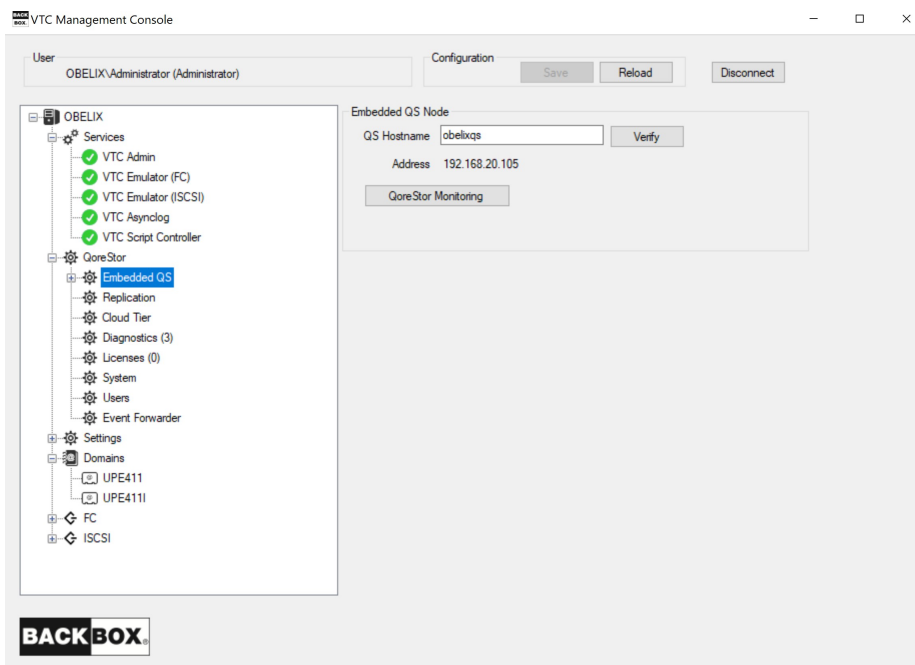 BACK BOX. VTC Management Console
User
OBELIX\Administrator (Administrator)
Configuration
Save Reload Disconnect
OBELIX
Services
VTC Admin
VTC Emulator (FC)
VTC Emulator (ISCSI)
VTC Asynclog
VTC Script Controller
QoreStor
Embedded QS
Replication
Cloud Tier
Diagnostics (3)
Licenses (0)
System
Users
Event Forwarder
Settings
Domains
UPE411
UPE411I
FC
ISCSI
Embedded QS Node
QS Hostname obelixqs Verify
Address 192.168.20.105
QoreStor Monitoring
BACKBOX®